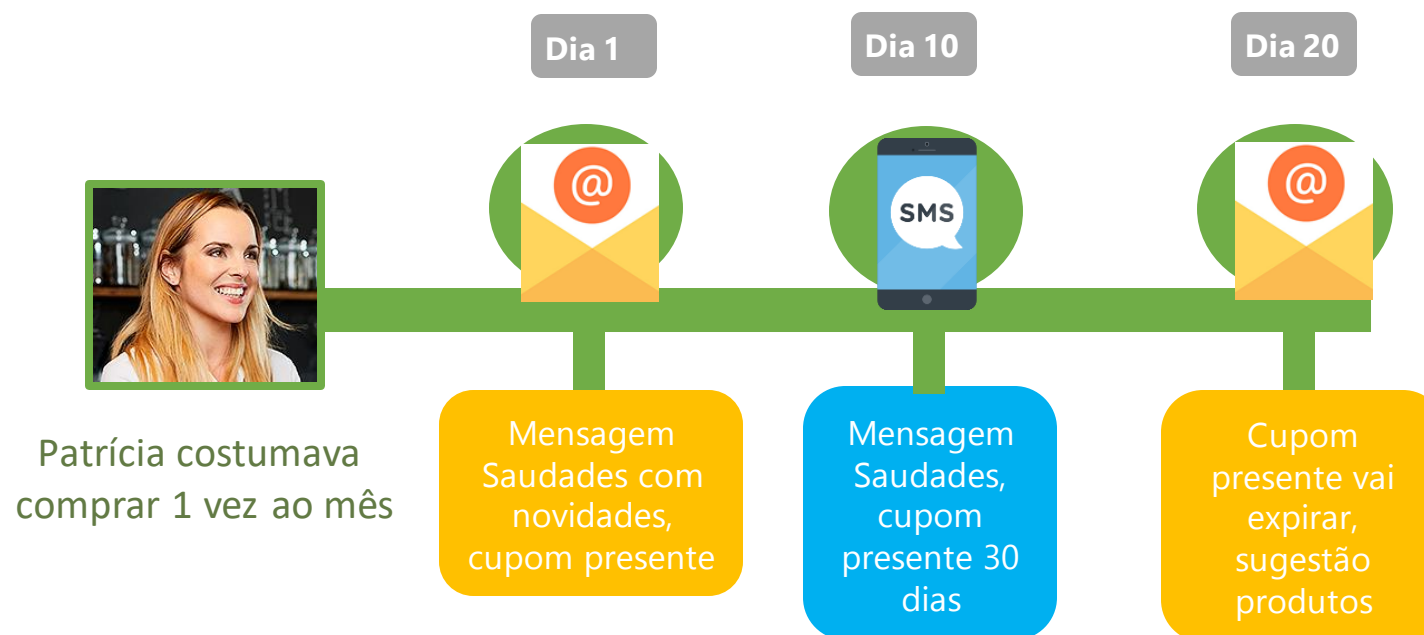 Dia 1
Dia 10
Dia 20
@
SMS
@
Patrícia costumava
comprar 1 vez ao mês
Mensagem
Saudades com
novidades,
cupom presente
Mensagem
Saudades,
cupom
presente 30
dias
Cupom
presente vai
expirar,
sugestão
produtos